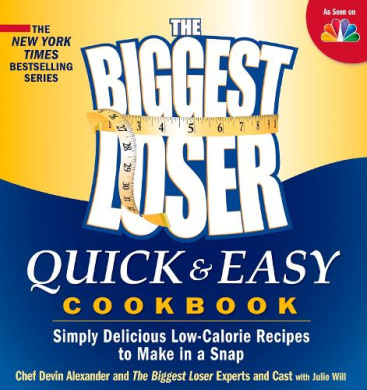 THE
NEW YORK
TIMES
BESTSELLING
SERIES
As Seen on
THE
BIGGEST
LOSER
QUICK & EASY
COOKBOOK
Simply Delicious Low-Calorie Recipes
to Make in a Snap
Chef Devin Alexander and The Biggest Loser Experts and Cast with Julie Will